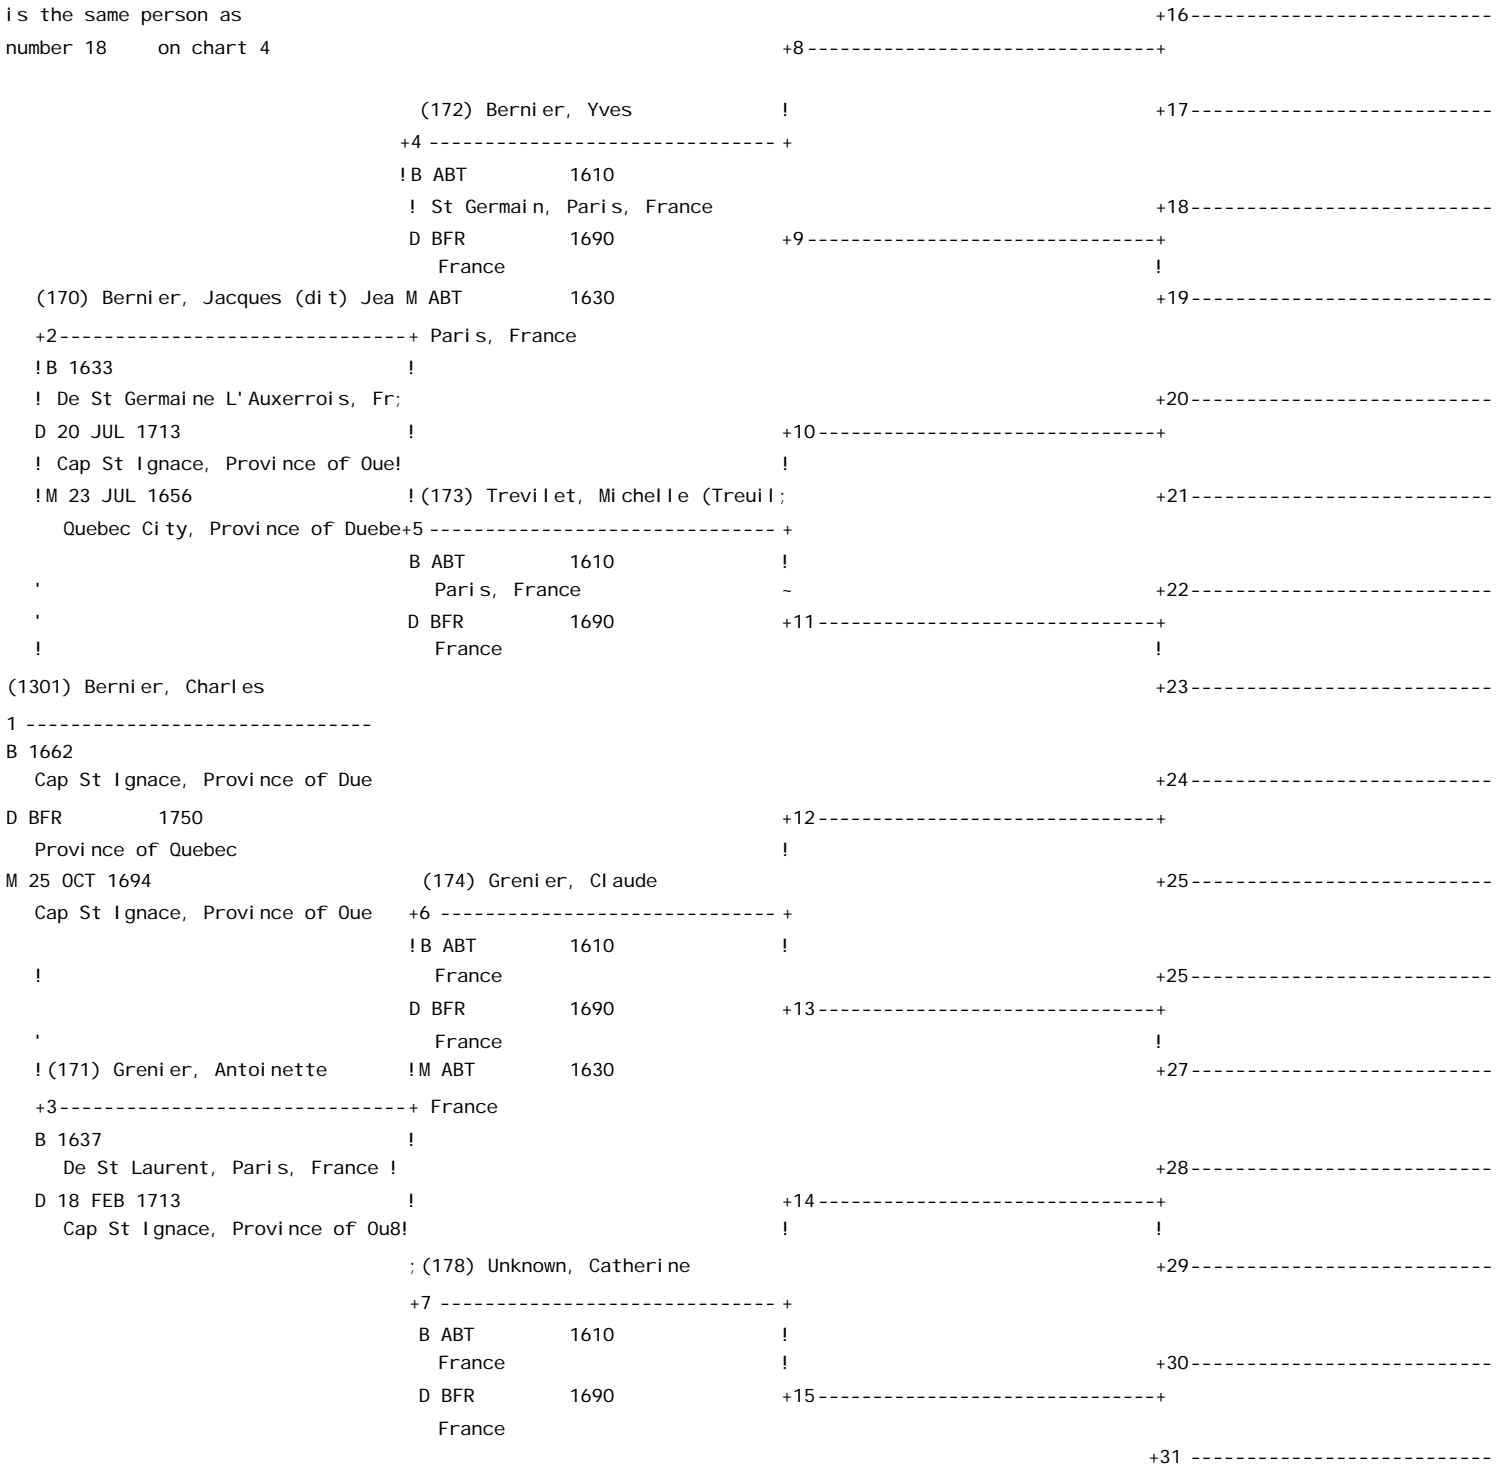 is the same person as +16---------------------------
number 18 on chart 4 +8-------------------------------+
(172) Bernier, Yves ! +17---------------------------
+4 ------------------------------- +
!B ABT 1610
! St Germain, Paris, France +18---------------------------
D BFR 1690 +9-------------------------------+
France !
(170) Bernier, Jacques (dit) Jea M ABT 1630 +19---------------------------
+2-------------------------------+ Paris, France
!B 1633 !
! De St Germaine L'Auxerrois, Fr; +20---------------------------
D 20 JUL 1713 ! +10------------------------------+
! Cap St Ignace, Province of Oue! !
!M 23 JUL 1656 !(173) Trevilet, Michelle (Treuil; +21---------------------------
Quebec City, Province of Duebe+5 ------------------------------- +
B ABT 1610 !
' Paris, France ~ +22---------------------------
' D BFR 1690 +11------------------------------+
! France !
(1301) Bernier, Charles +23---------------------------
1 -------------------------------
B 1662
Cap St Ignace, Province of Due +24---------------------------
D BFR 1750 +12------------------------------+
Province of Quebec !
M 25 OCT 1694 (174) Grenier, Claude +25---------------------------
Cap St Ignace, Province of Oue +6 ------------------------------ +
!B ABT 1610 !
! France +25---------------------------
D BFR 1690 +13------------------------------+
' France !
!(171) Grenier, Antoinette !M ABT 1630 +27---------------------------
+3-------------------------------+ France
B 1637 !
De St Laurent, Paris, France ! +28---------------------------
D 18 FEB 1713 ! +14------------------------------+
Cap St Ignace, Province of Ou8! ! !
;(178) Unknown, Catherine +29---------------------------
+7 ------------------------------ +
B ABT 1610 !
France ! +30---------------------------
D BFR 1690 +15------------------------------+
France
+31 ---------------------------